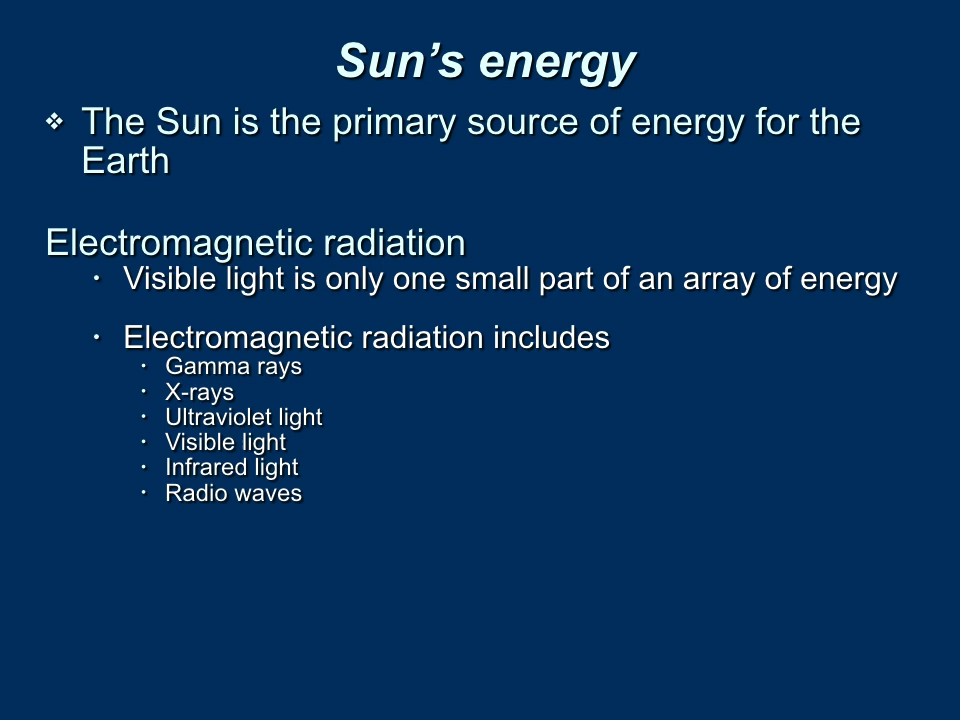 Sun’s energy
❖ The Sun is the primary source of energy for the
Earth
Electromagnetic radiation
• Visible light is only one small part of an array of energy
• Electromagnetic radiation includes
• Gamma rays
• X-rays
• Ultraviolet light
• Visible light
• Infrared light
• Radio waves